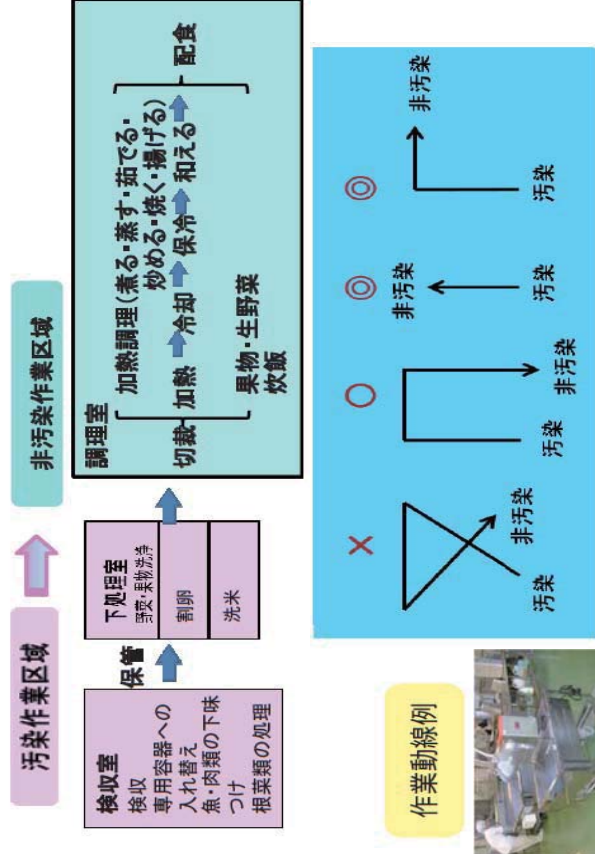 汚染作業区域
非汚染作業区域
検収室
検収
専用容器への
入れ替え
魚・肉類の下味
つけ
根菜類の処理
保管
下処理室
野菜・果物洗浄
割卵
洗米
調理室
加熱調理(煮る・蒸す・茹でる・
炒める・焼く・揚げる)
切裁
加熱
冷却
保冷
和える
配食
果物・生野菜
炊飯
作業動線例
×
汚染
非汚染
○
汚染
非汚染
◎
非汚染
汚染
◎
非汚染
汚染